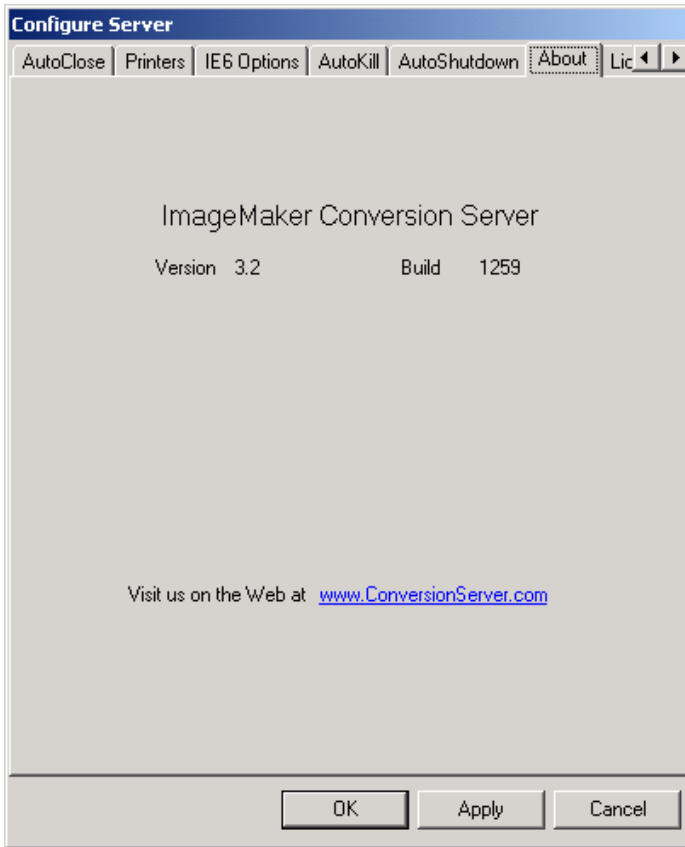 Configure Server
AutoClose Printers IE6 Options AutoKill AutoShutdown About Lic
ImageMaker Conversion Server
Version 3.2 Build 1259
Visit us on the Web at www.ConversionServer.com
OK Apply Cancel